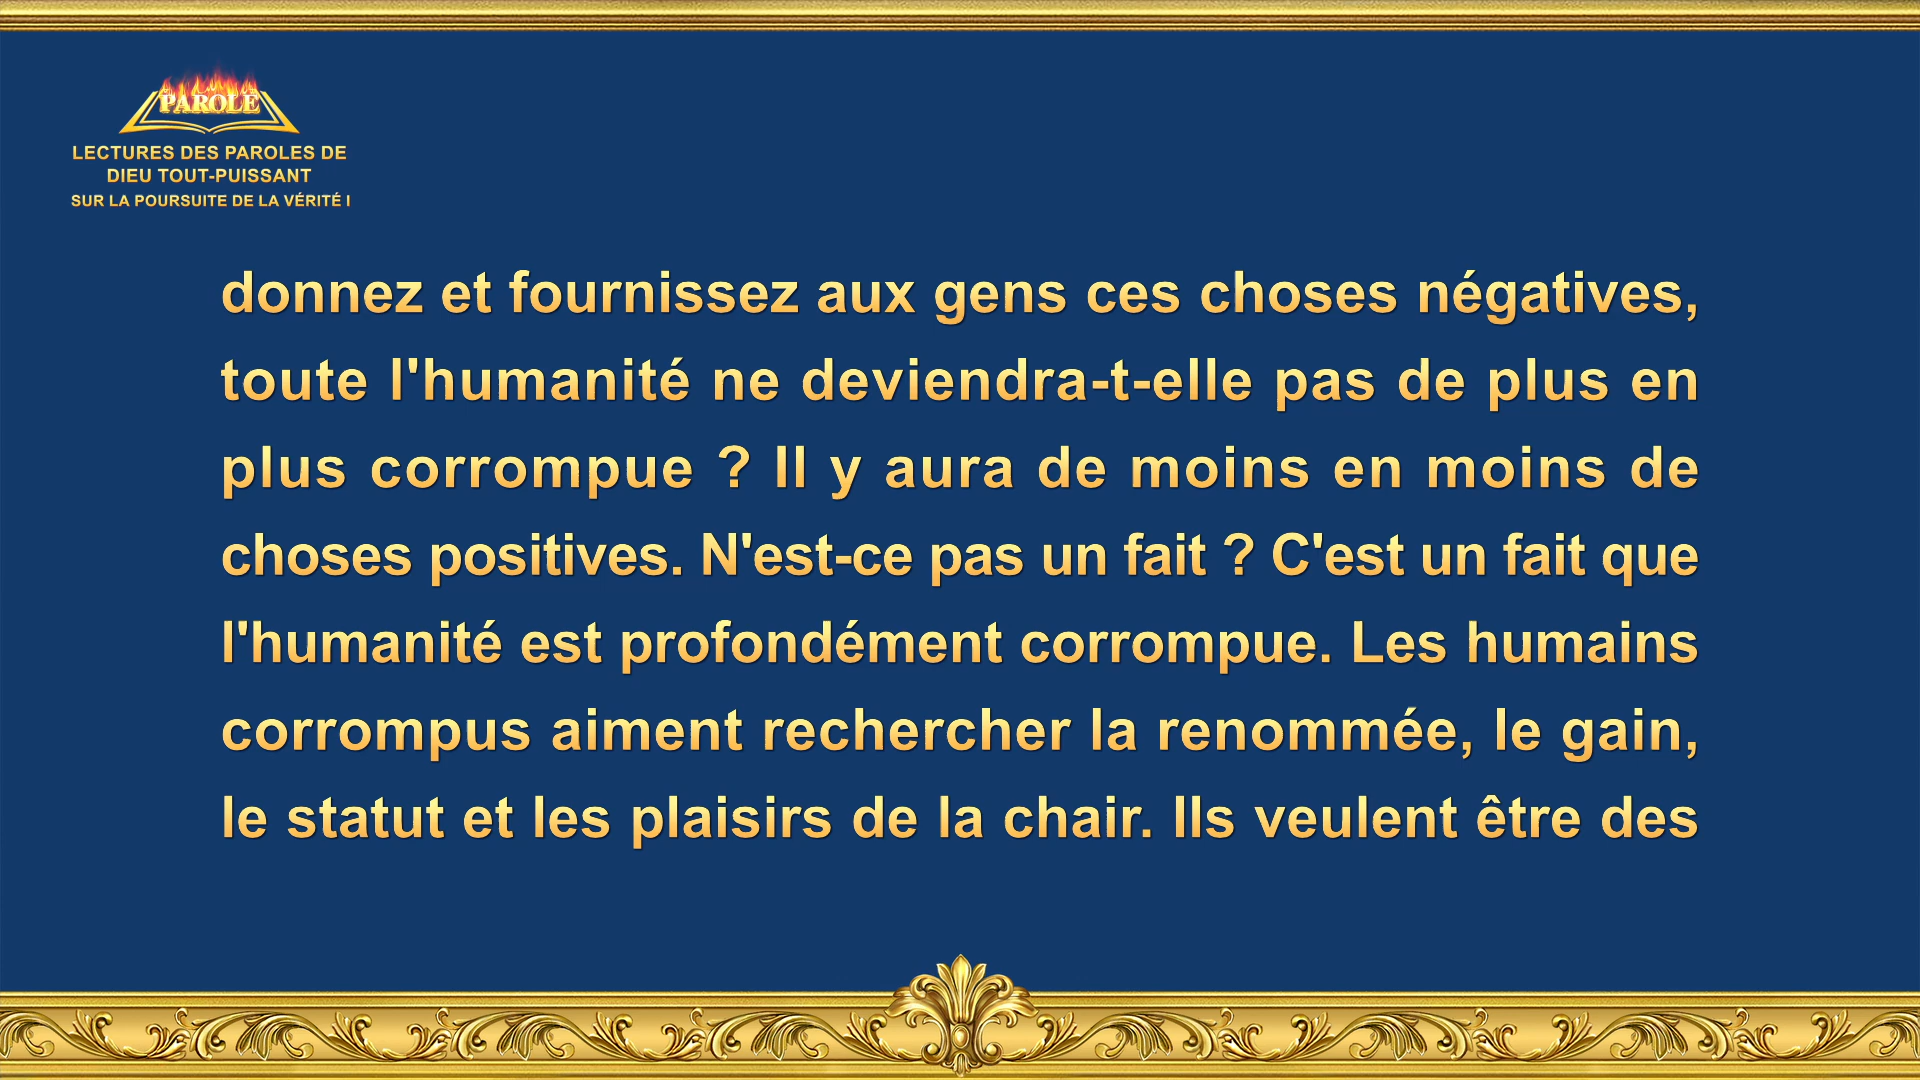 PAROLE
LECTURES DES PAROLES DE
DIEU TOUT-PUISSANT
SUR LA POURSUITE DE LA VÉRITÉ I
donnez et fournissez aux gens ces choses négatives,
toute l'humanité ne deviendra-t-elle pas de plus en
plus corrompue ? Il y aura de moins en moins de
choses positives. N'est-ce pas un fait ? C'est un fait que
l'humanité est profondément corrompue. Les humains
corrompus aiment rechercher la renommée, le gain,
le statut et les plaisirs de la chair. Ils veulent être des